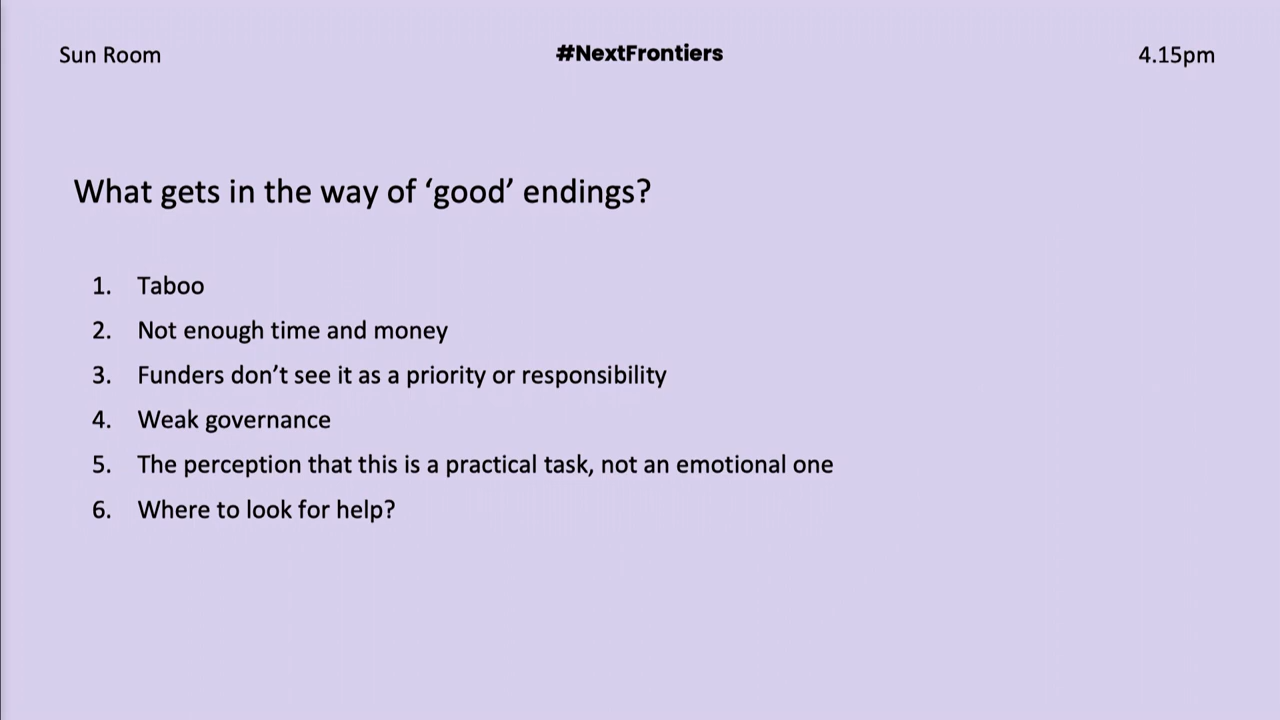 Sun Room
#NextFrontiers
4.15pm
What gets in the way of ‘good’ endings?
1. Taboo
2. Not enough time and money
3. Funders don’t see it as a priority or responsibility
4. Weak governance
5. The perception that this is a practical task, not an emotional one
6. Where to look for help?